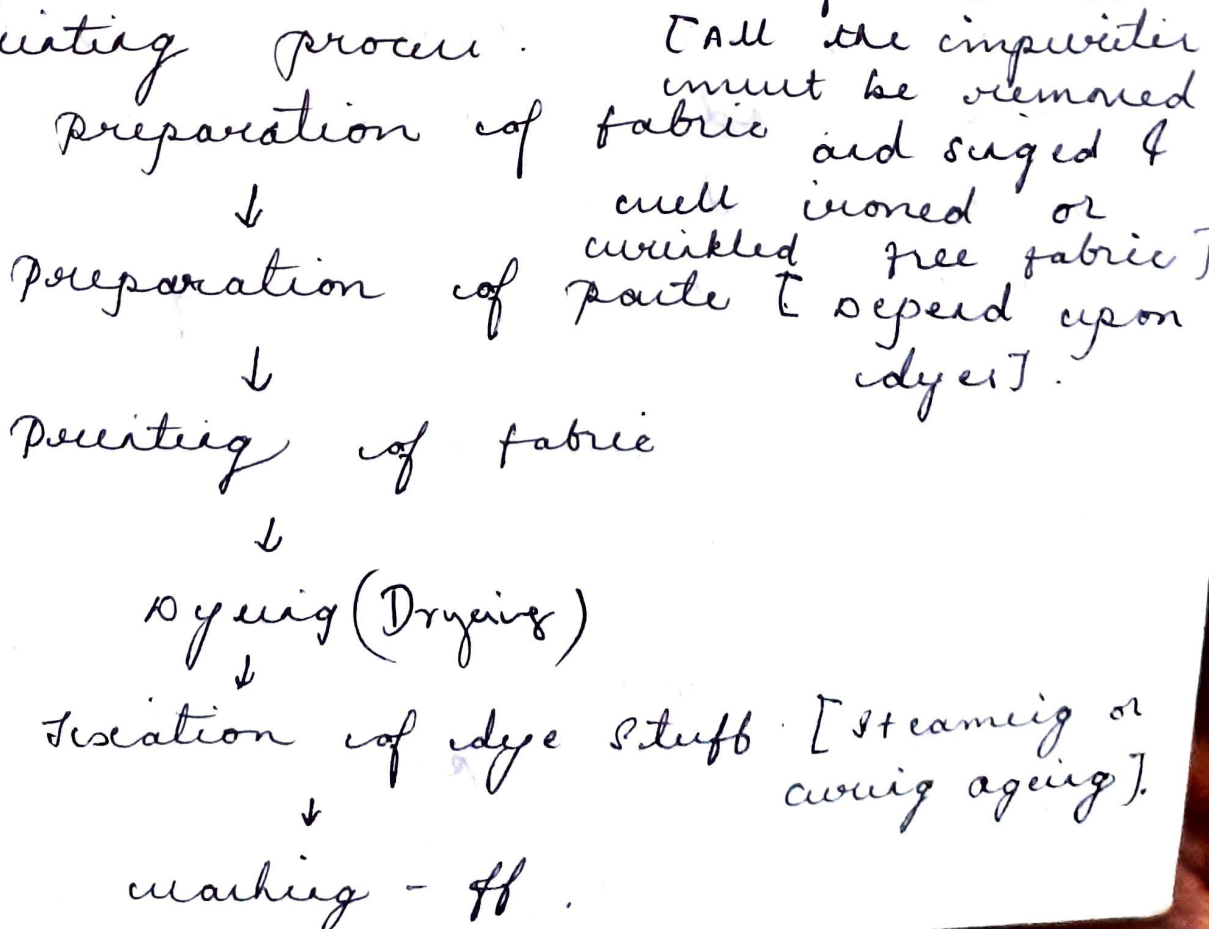 inting process. [All the impurities
must be removed
preparation of fabric and singed &
↓ well ironed or
wrinkled free fabric]
Preparation of paste [Depend upon
↓ dyes].
Printing of fabric
↓
Dyeing (Drying)
↓
Fixation of dye stuff. [Steaming or
curing ageing].
↓
washing - ff.